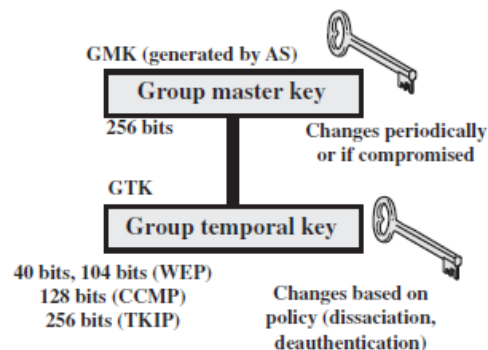 GMK (generated by AS)
Group master key
256 bits
Changes periodically
or if compromised
GTK
Group temporal key
40 bits, 104 bits (WEP)
128 bits (CCMP)
256 bits (TKIP)
Changes based on
policy (dissaciation,
deauthentication)